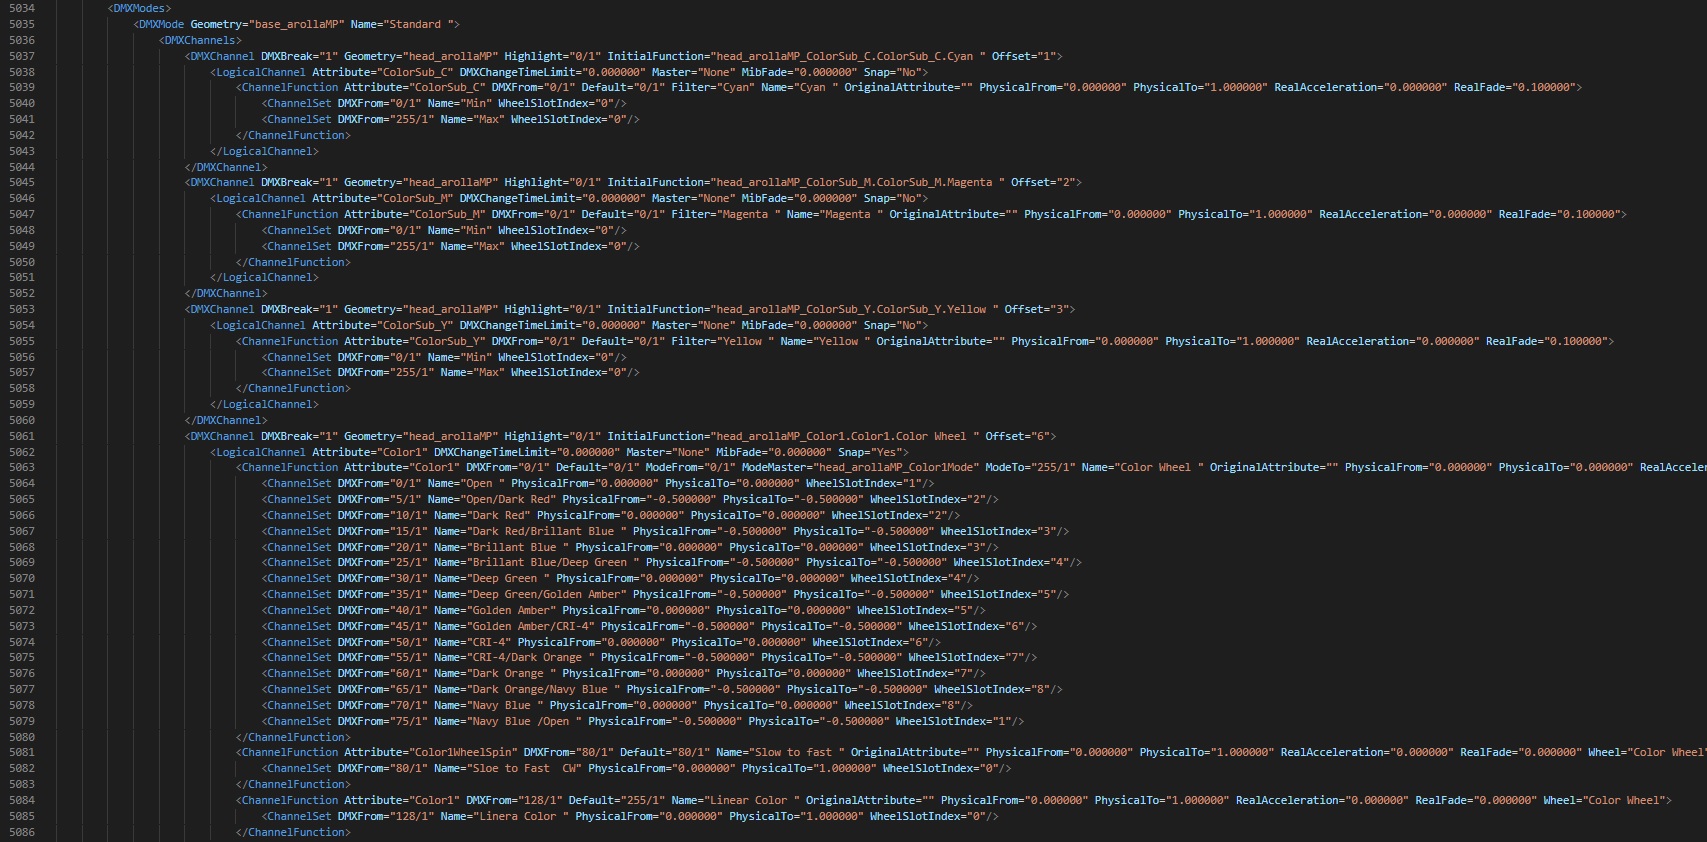 5034 <DMXModes>
5035 <DMXMode Geometry="base_arollaMP" Name="Standard ">
5036 <DMXChannels>
5037 <DMXChannel DMXBreak="1" Geometry="head_arollaMP" Highlight="0/1" InitialFunction="head_arollaMP_ColorSub_C.ColorSub_C.Cyan " Offset="1">
5038 <LogicalChannel Attribute="ColorSub_C" DMXChangeTimeLimit="0.000000" Master="None" MibFade="0.000000" Snap="No">
5039 <ChannelFunction Attribute="ColorSub_C" DMXFrom="0/1" Default="0/1" Filter="Cyan" Name="Cyan " OriginalAttribute="" PhysicalFrom="0.000000" PhysicalTo="1.000000" RealAcceleration="0.000000" RealFade="0.100000">
5040 <ChannelSet DMXFrom="0/1" Name="Min" WheelSlotIndex="0"/>
5041 <ChannelSet DMXFrom="255/1" Name="Max" WheelSlotIndex="0"/>
5042 </ChannelFunction>
5043 </LogicalChannel>
5044 </DMXChannel>
5045 <DMXChannel DMXBreak="1" Geometry="head_arollaMP" Highlight="0/1" InitialFunction="head_arollaMP_ColorSub_M.ColorSub_M.Magenta " Offset="2">
5046 <LogicalChannel Attribute="ColorSub_M" DMXChangeTimeLimit="0.000000" Master="None" MibFade="0.000000" Snap="No">
5047 <ChannelFunction Attribute="ColorSub_M" DMXFrom="0/1" Default="0/1" Filter="Magenta " Name="Magenta " OriginalAttribute="" PhysicalFrom="0.000000" PhysicalTo="1.000000" RealAcceleration="0.000000" RealFade="0.100000">
5048 <ChannelSet DMXFrom="0/1" Name="Min" WheelSlotIndex="0"/>
5049 <ChannelSet DMXFrom="255/1" Name="Max" WheelSlotIndex="0"/>
5050 </ChannelFunction>
5051 </LogicalChannel>
5052 </DMXChannel>
5053 <DMXChannel DMXBreak="1" Geometry="head_arollaMP" Highlight="0/1" InitialFunction="head_arollaMP_ColorSub_Y.ColorSub_Y.Yellow " Offset="3">
5054 <LogicalChannel Attribute="ColorSub_Y" DMXChangeTimeLimit="0.000000" Master="None" MibFade="0.000000" Snap="No">
5055 <ChannelFunction Attribute="ColorSub_Y" DMXFrom="0/1" Default="0/1" Filter="Yellow " Name="Yellow " OriginalAttribute="" PhysicalFrom="0.000000" PhysicalTo="1.000000" RealAcceleration="0.000000" RealFade="0.100000">
5056 <ChannelSet DMXFrom="0/1" Name="Min" WheelSlotIndex="0"/>
5057 <ChannelSet DMXFrom="255/1" Name="Max" WheelSlotIndex="0"/>
5058 </ChannelFunction>
5059 </LogicalChannel>
5060 </DMXChannel>
5061 <DMXChannel DMXBreak="1" Geometry="head_arollaMP" Highlight="0/1" InitialFunction="head_arollaMP_Color1.Color1.Color Wheel " Offset="6">
5062 <LogicalChannel Attribute="Color1" DMXChangeTimeLimit="0.000000" Master="None" MibFade="0.000000" Snap="Yes">
5063 <ChannelFunction Attribute="Color1" DMXFrom="0/1" Default="0/1" ModeFrom="0/1" ModeMaster="head_arollaMP_Color1Mode" ModeTo="255/1" Name="Color Wheel " OriginalAttribute="" PhysicalFrom="0.000000" PhysicalTo="0.000000" RealAcceler
5064 <ChannelSet DMXFrom="0/1" Name="Open " PhysicalFrom="0.000000" PhysicalTo="0.000000" WheelSlotIndex="1"/>
5065 <ChannelSet DMXFrom="5/1" Name="Open/Dark Red" PhysicalFrom="-0.500000" PhysicalTo="-0.500000" WheelSlotIndex="2"/>
5066 <ChannelSet DMXFrom="10/1" Name="Dark Red" PhysicalFrom="0.000000" PhysicalTo="0.000000" WheelSlotIndex="2"/>
5067 <ChannelSet DMXFrom="15/1" Name="Dark Red/Brillant Blue " PhysicalFrom="-0.500000" PhysicalTo="-0.500000" WheelSlotIndex="3"/>
5068 <ChannelSet DMXFrom="20/1" Name="Brillant Blue " PhysicalFrom="0.000000" PhysicalTo="0.000000" WheelSlotIndex="3"/>
5069 <ChannelSet DMXFrom="25/1" Name="Brillant Blue/Deep Green " PhysicalFrom="-0.500000" PhysicalTo="-0.500000" WheelSlotIndex="4"/>
5070 <ChannelSet DMXFrom="30/1" Name="Deep Green " PhysicalFrom="0.000000" PhysicalTo="0.000000" WheelSlotIndex="4"/>
5071 <ChannelSet DMXFrom="35/1" Name="Deep Green/Golden Amber" PhysicalFrom="-0.500000" PhysicalTo="-0.500000" WheelSlotIndex="5"/>
5072 <ChannelSet DMXFrom="40/1" Name="Golden Amber" PhysicalFrom="0.000000" PhysicalTo="0.000000" WheelSlotIndex="5"/>
5073 <ChannelSet DMXFrom="45/1" Name="Golden Amber/CRI-4" PhysicalFrom="-0.500000" PhysicalTo="-0.500000" WheelSlotIndex="6"/>
5074 <ChannelSet DMXFrom="50/1" Name="CRI-4" PhysicalFrom="0.000000" PhysicalTo="0.000000" WheelSlotIndex="6"/>
5075 <ChannelSet DMXFrom="55/1" Name="CRI-4/Dark Orange " PhysicalFrom="-0.500000" PhysicalTo="-0.500000" WheelSlotIndex="7"/>
5076 <ChannelSet DMXFrom="60/1" Name="Dark Orange " PhysicalFrom="0.000000" PhysicalTo="0.000000" WheelSlotIndex="7"/>
5077 <ChannelSet DMXFrom="65/1" Name="Dark Orange/Navy Blue " PhysicalFrom="-0.500000" PhysicalTo="-0.500000" WheelSlotIndex="8"/>
5078 <ChannelSet DMXFrom="70/1" Name="Navy Blue " PhysicalFrom="0.000000" PhysicalTo="0.000000" WheelSlotIndex="8"/>
5079 <ChannelSet DMXFrom="75/1" Name="Navy Blue /Open " PhysicalFrom="-0.500000" PhysicalTo="-0.500000" WheelSlotIndex="1"/>
5080 </ChannelFunction>
5081 <ChannelFunction Attribute="Color1WheelSpin" DMXFrom="80/1" Default="80/1" Name="Slow to fast " OriginalAttribute="" PhysicalFrom="0.000000" PhysicalTo="1.000000" RealAcceleration="0.000000" RealFade="0.000000" Wheel="Color Wheel"
5082 <ChannelSet DMXFrom="80/1" Name="Sloe to Fast  CW" PhysicalFrom="0.000000" PhysicalTo="1.000000" WheelSlotIndex="0"/>
5083 </ChannelFunction>
5084 <ChannelFunction Attribute="Color1" DMXFrom="128/1" Default="255/1" Name="Linear Color " OriginalAttribute="" PhysicalFrom="0.000000" PhysicalTo="1.000000" RealAcceleration="0.000000" RealFade="0.000000" Wheel="Color Wheel">
5085 <ChannelSet DMXFrom="128/1" Name="Linera Color " PhysicalFrom="0.000000" PhysicalTo="1.000000" WheelSlotIndex="0"/>
5086 </ChannelFunction>